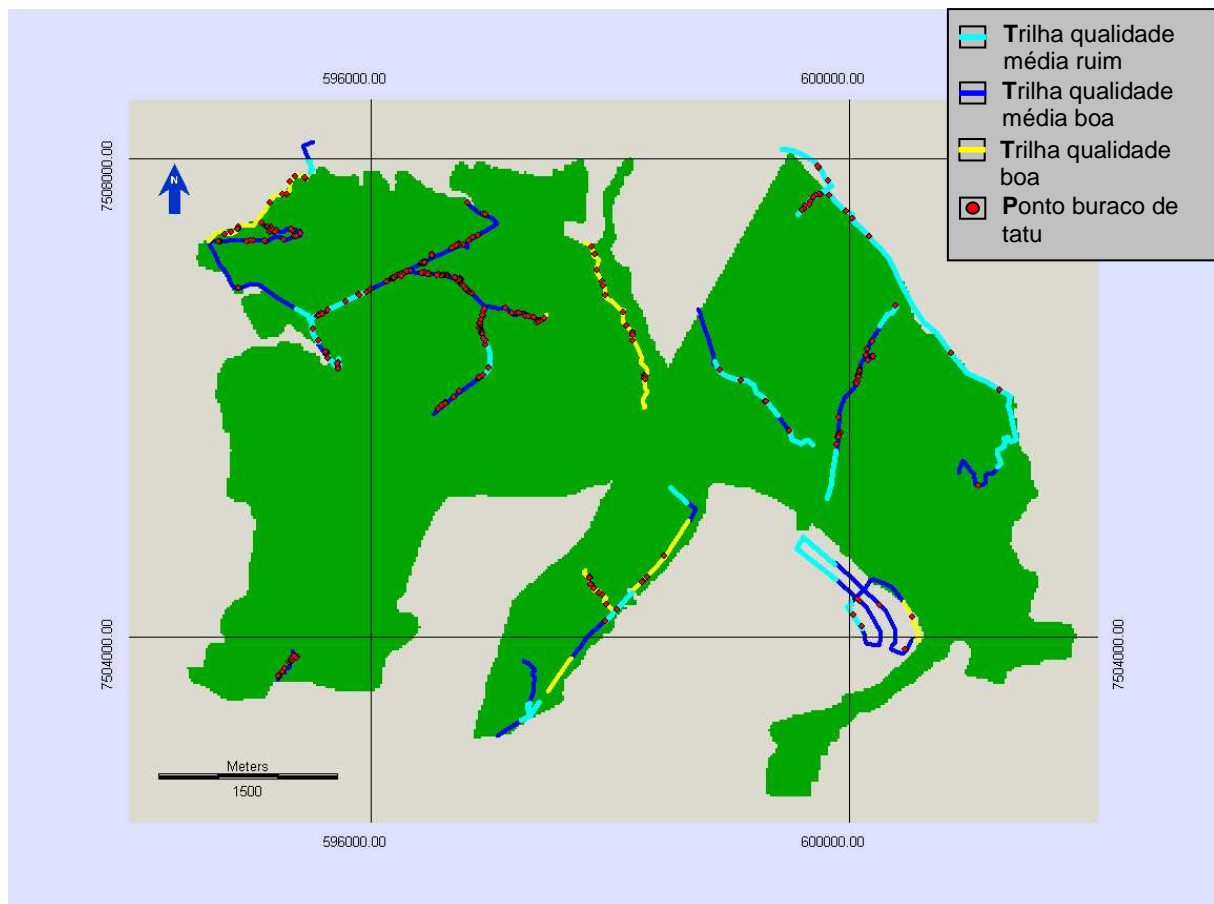 Trilha qualidade
média ruim
Trilha qualidade
média boa
Trilha qualidade
boa
Ponto buraco de
tatu
596000.00
600000.00
7508000.00
N
7504000.00
7504000.00
Meters
1500
596000.00
600000.00